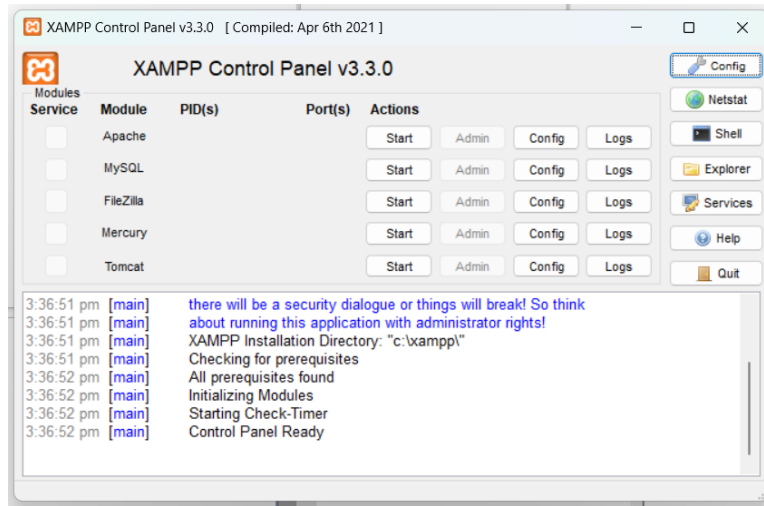 XAMPP Control Panel v3.3.0 [ Compiled: Apr 6th 2021 ]
XAMPP Control Panel v3.3.0
Config
Modules
Service Module PID(s) Port(s) Actions
Netstat
Apache Start Admin Config Logs
Shell
MySQL Start Admin Config Logs
Explorer
FileZilla Start Admin Config Logs
Services
Mercury Start Admin Config Logs
Help
Tomcat Start Admin Config Logs
Quit
3:36:51 pm [main] there will be a security dialogue or things will break! So think
3:36:51 pm [main] about running this application with administrator rights!
3:36:51 pm [main] XAMPP Installation Directory: "c:\xampp\"
3:36:51 pm [main] Checking for prerequisites
3:36:52 pm [main] All prerequisites found
3:36:52 pm [main] Initializing Modules
3:36:52 pm [main] Starting Check-Timer
3:36:52 pm [main] Control Panel Ready